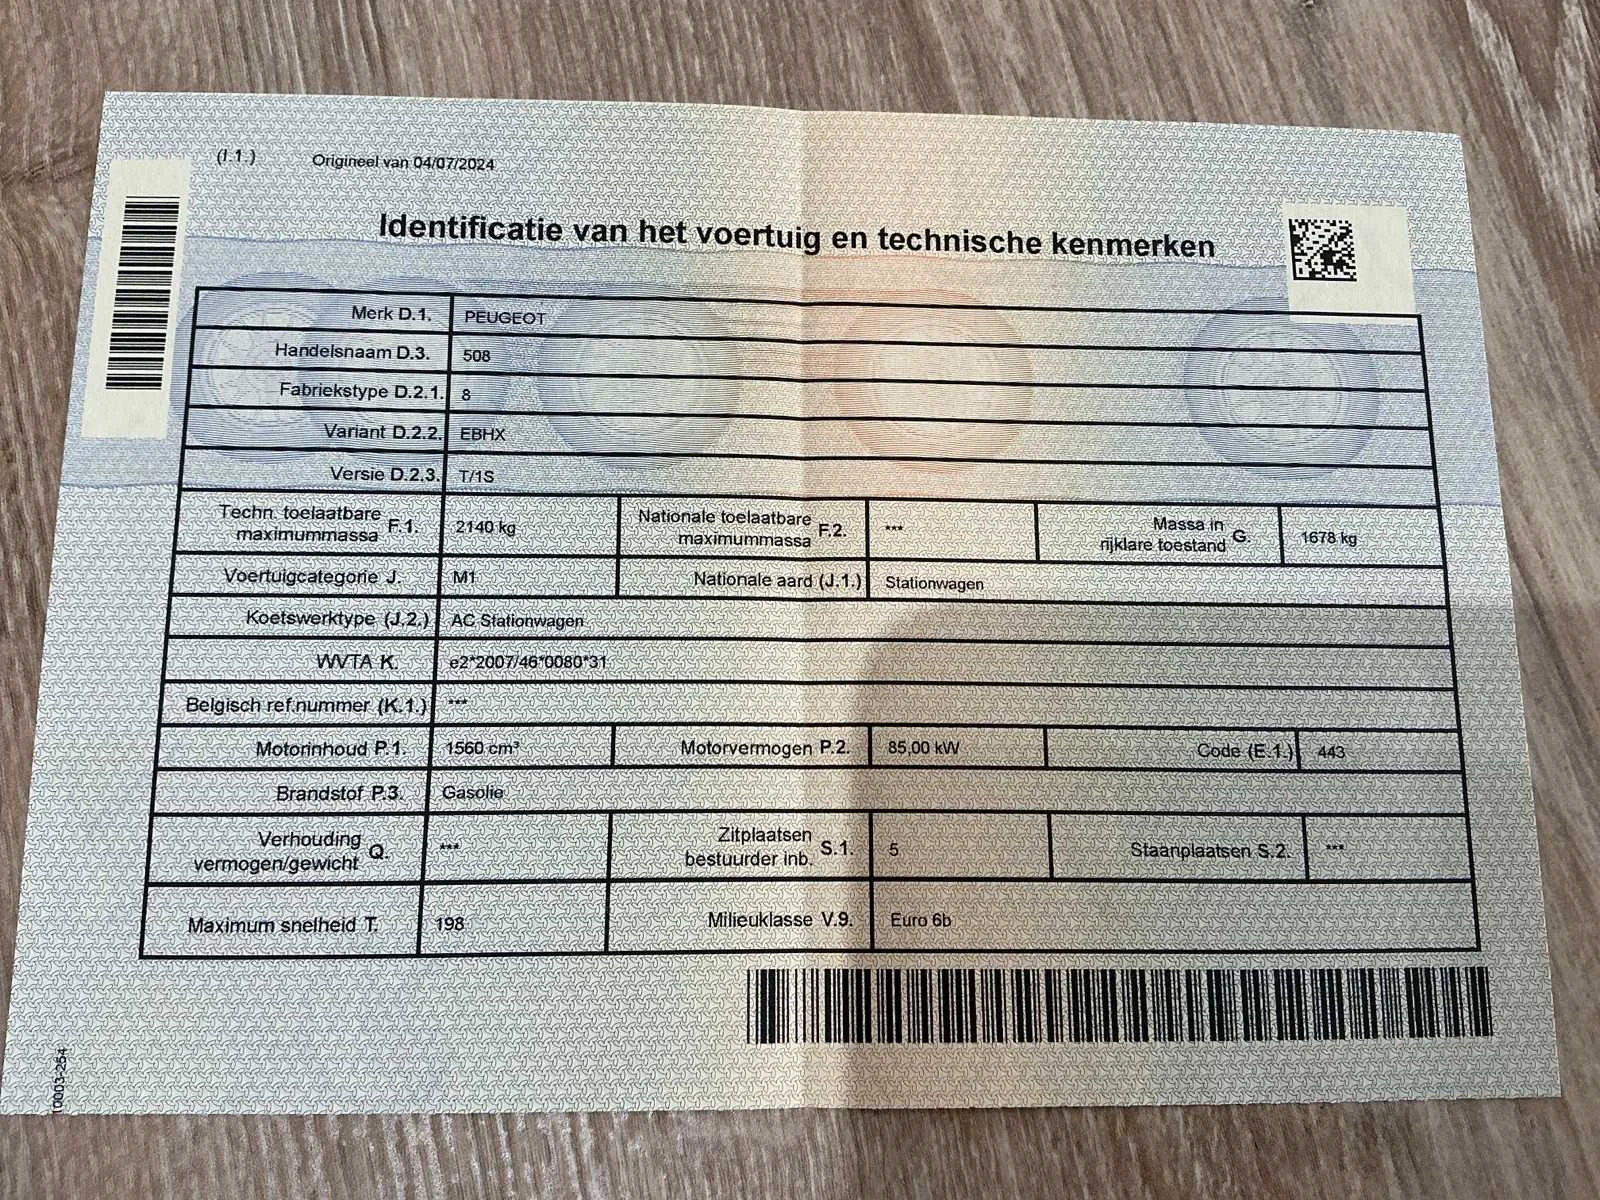 (I.1.) Origineel van 04/07/2024
Identificatie van het voertuig en technische kenmerken
Merk D.1. PEUGEOT
Handelsnaam D.3. 508
Fabriekstype D.2.1. 8
Variant D.2.2. EBHX
Versie D.2.3. T/1S
Techn. toelaatbare maximummassa F.1. 2140 kg Nationale toelaatbare maximummassa F.2. *** Massa in rijklare toestand G. 1678 kg
Voertuigcategorie J. M1 Nationale aard (J.1.) Stationwagen
Koetswerktype (J.2.) AC Stationwagen
WVTA K. e2*2007/46*0080*31
Belgisch ref.nummer (K.1.) ***
Motorinhoud P.1. 1560 cm³ Motorvermogen P.2. 85,00 kW Code (E.1.) 443
Brandstof P.3. Gasolie
Verhouding vermogen/gewicht Q. *** Zitplaatsen bestuurder inb. S.1. 5 Staanplaatsen S.2. ***
Maximum snelheid T. 198 Milieuklasse V.9. Euro 6b
10003-254